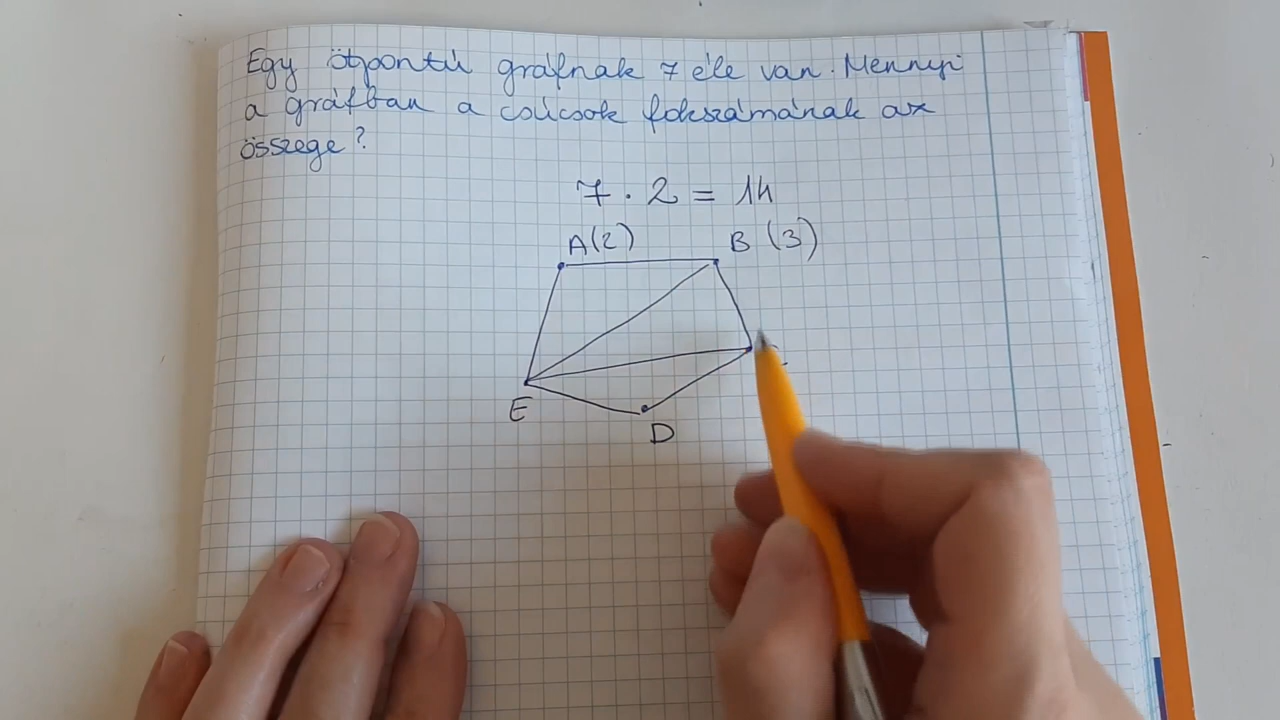 Egy ötpontú gráfnak 7 éle van. Mennyi
a gráfban a csúcsok fokszámának az
összege?
7 · 2 = 14
A(2) B (3)
E
D